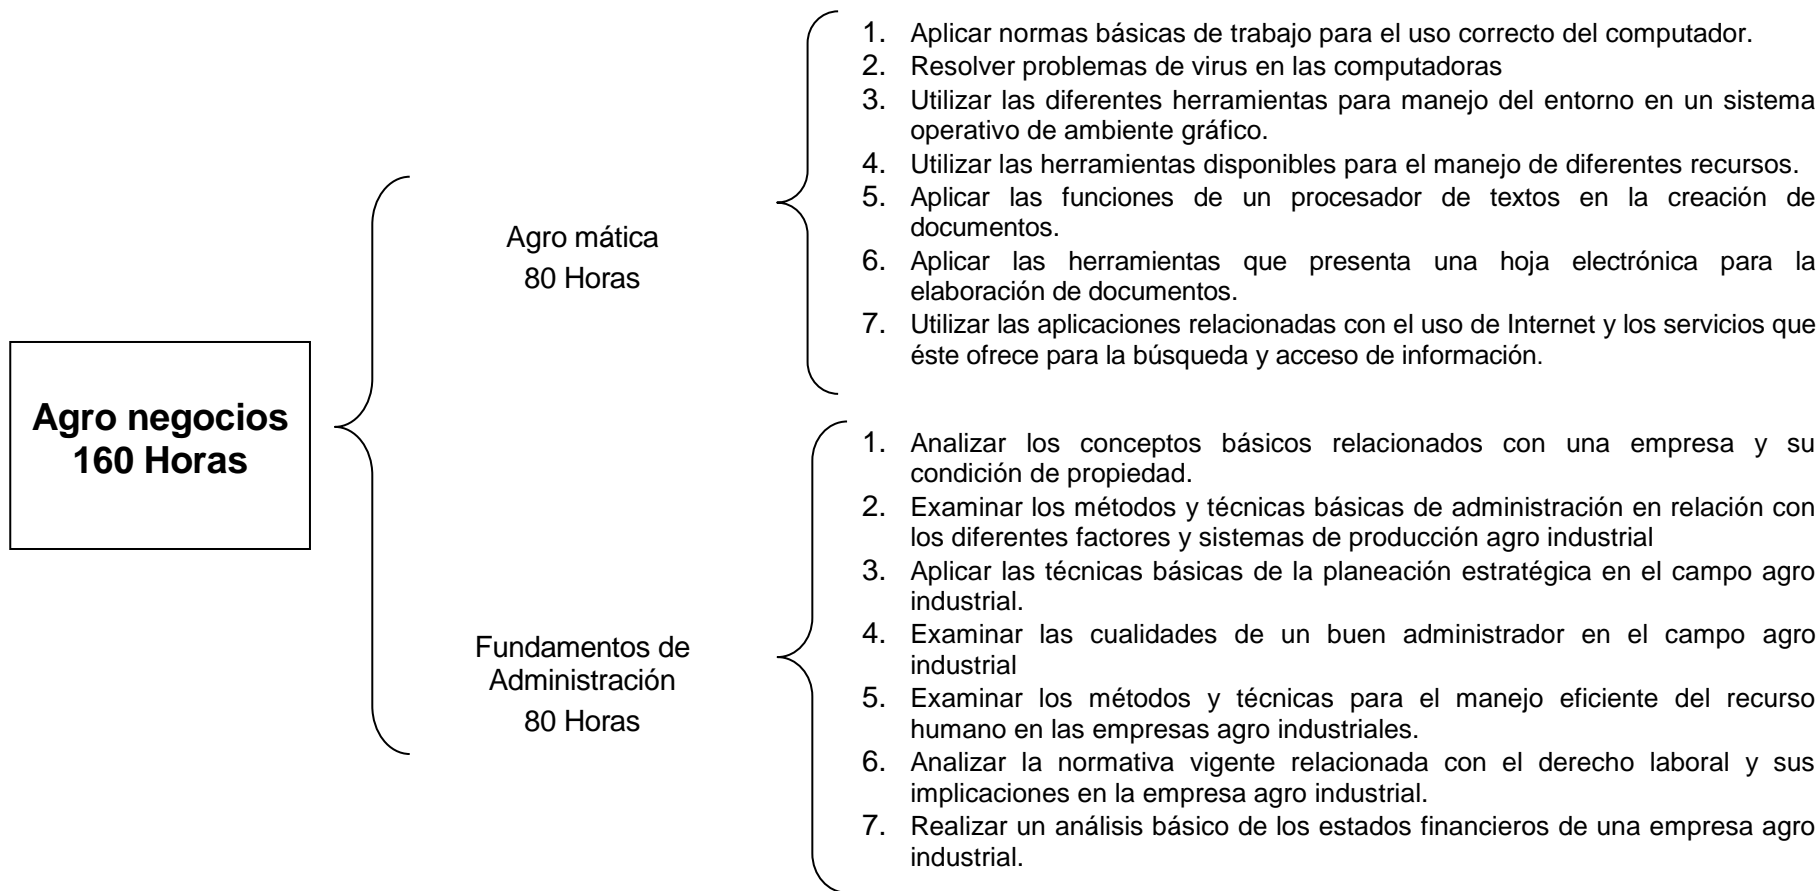 Agro negocios
160 Horas
Agro mática
80 Horas
1. Aplicar normas básicas de trabajo para el uso correcto del computador.
2. Resolver problemas de virus en las computadoras
3. Utilizar las diferentes herramientas para manejo del entorno en un sistema
operativo de ambiente gráfico.
4. Utilizar las herramientas disponibles para el manejo de diferentes recursos.
5. Aplicar las funciones de un procesador de textos en la creación de
documentos.
6. Aplicar las herramientas que presenta una hoja electrónica para la
elaboración de documentos.
7. Utilizar las aplicaciones relacionadas con el uso de Internet y los servicios que
éste ofrece para la búsqueda y acceso de información.
Fundamentos de
Administración
80 Horas
1. Analizar los conceptos básicos relacionados con una empresa y su
condición de propiedad.
2. Examinar los métodos y técnicas básicas de administración en relación con
los diferentes factores y sistemas de producción agro industrial
3. Aplicar las técnicas básicas de la planeación estratégica en el campo agro
industrial.
4. Examinar las cualidades de un buen administrador en el campo agro
industrial
5. Examinar los métodos y técnicas para el manejo eficiente del recurso
humano en las empresas agro industriales.
6. Analizar la normativa vigente relacionada con el derecho laboral y sus
implicaciones en la empresa agro industrial.
7. Realizar un análisis básico de los estados financieros de una empresa agro
industrial.